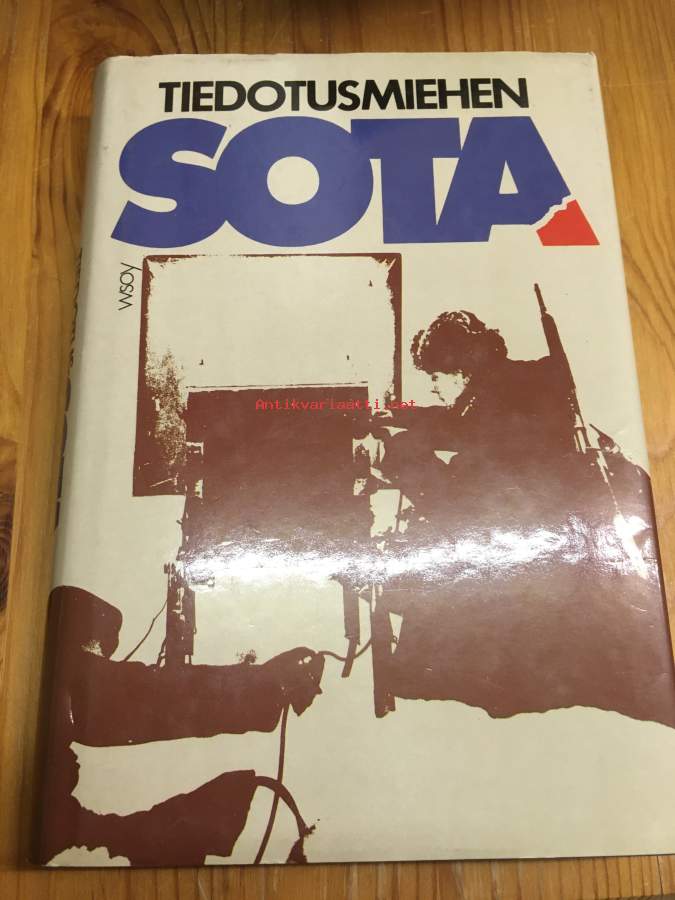 TIEDOTUSMIEHEN
SOTA
WSOY
Antikvariaatti.net